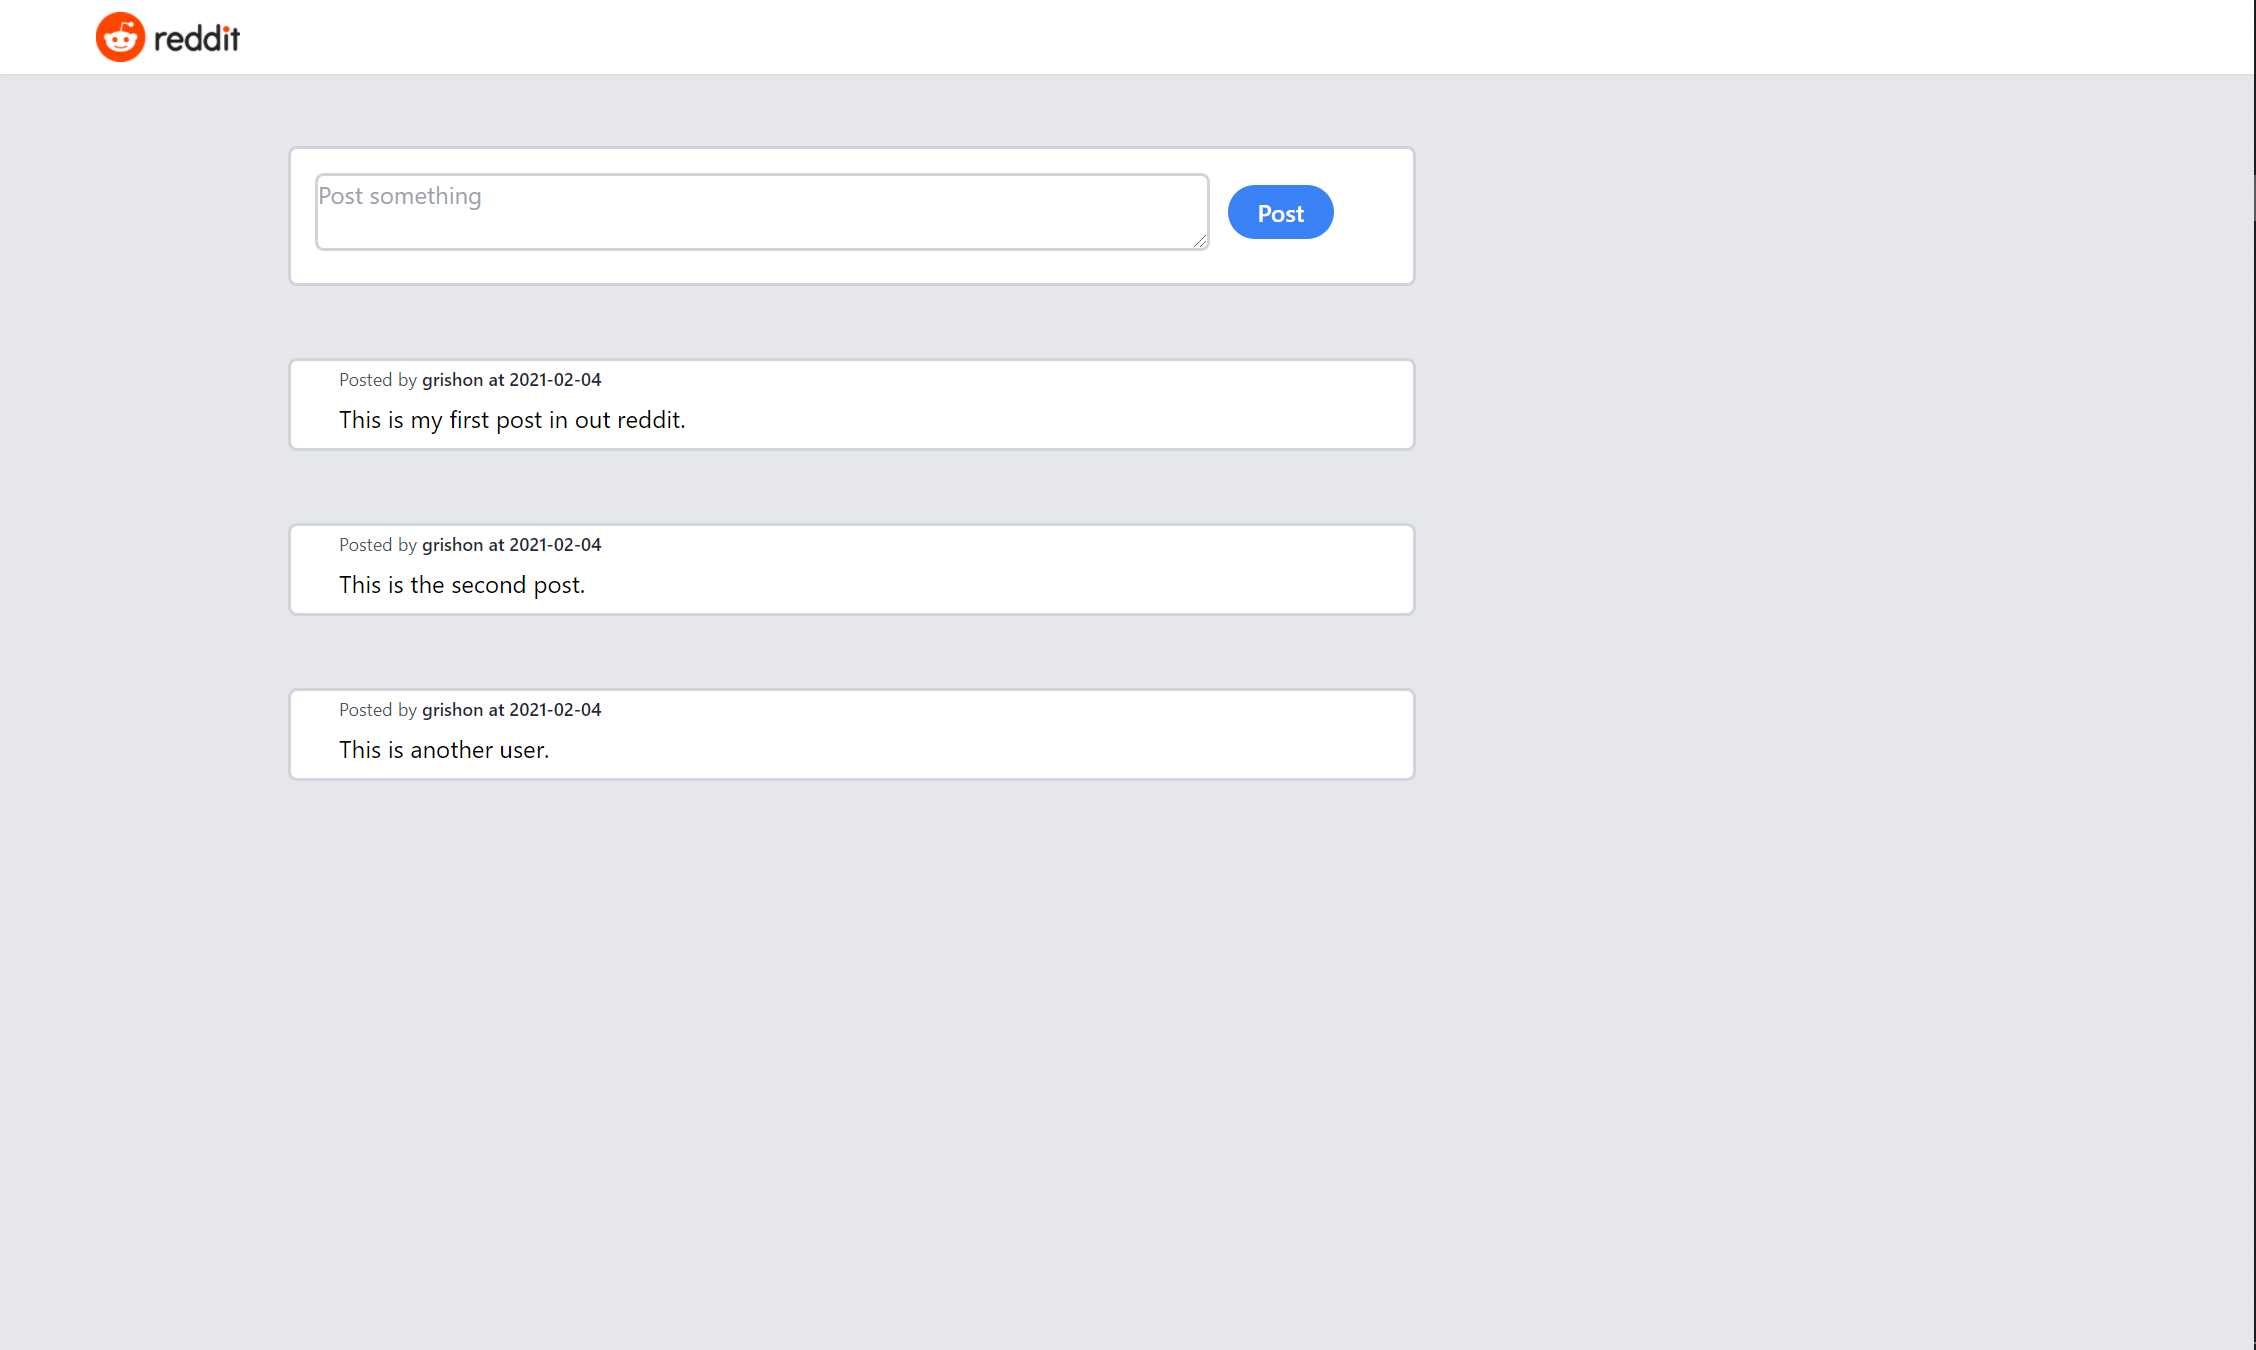 reddit
Post something
Post
Posted by grishon at 2021-02-04
This is my first post in out reddit.
Posted by grishon at 2021-02-04
This is the second post.
Posted by grishon at 2021-02-04
This is another user.